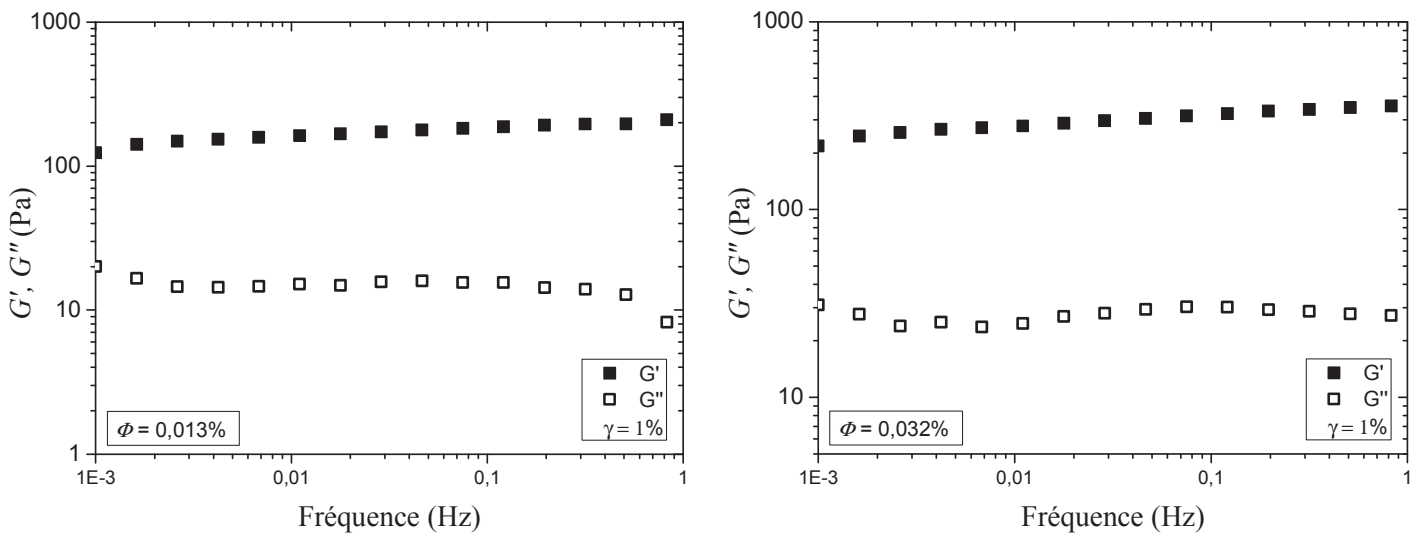 1000
100
10
1
G', G'' (Pa)
1E-3 0,01 0,1 1
Fréquence (Hz)
Φ = 0,013%
G'
G''
γ = 1%
1000
100
10
G', G'' (Pa)
1E-3 0,01 0,1 1
Fréquence (Hz)
Φ = 0,032%
G'
G''
γ = 1%